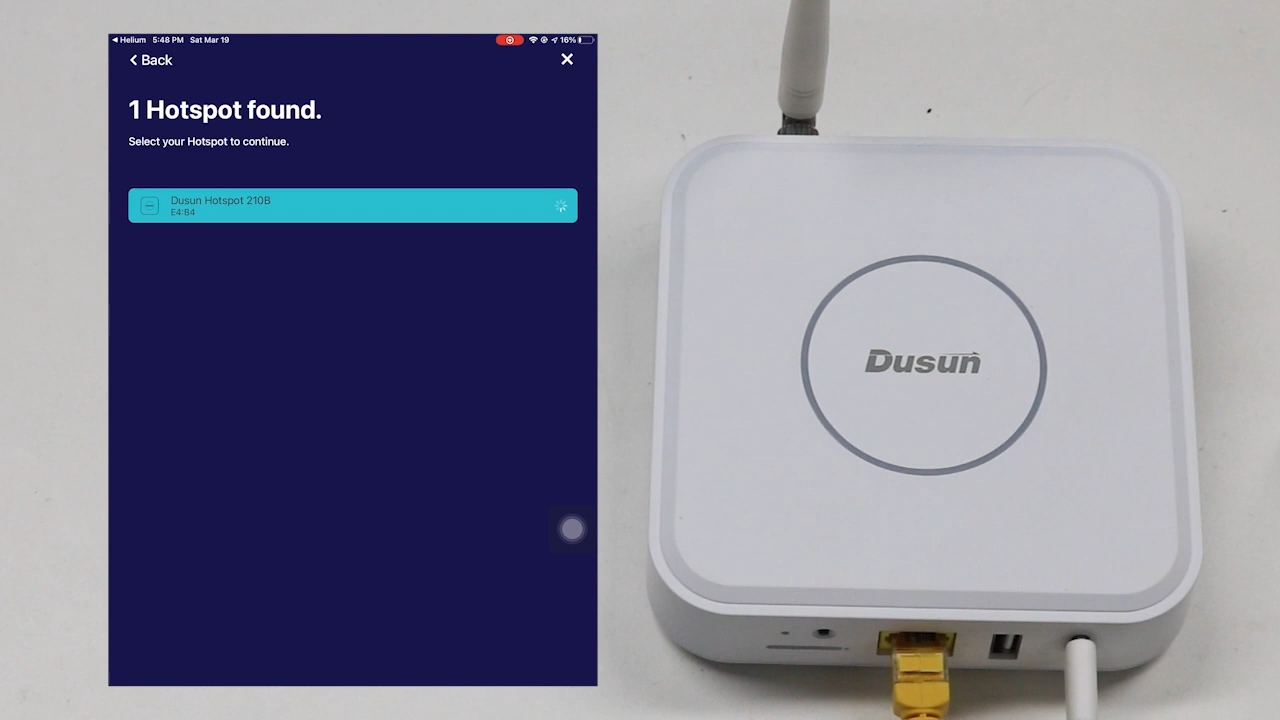 Helium 5:48 PM Sat Mar 19
16%
Back
1 Hotspot found.
Select your Hotspot to continue.
Dusun Hotspot 210B
E4:B4
Dusun